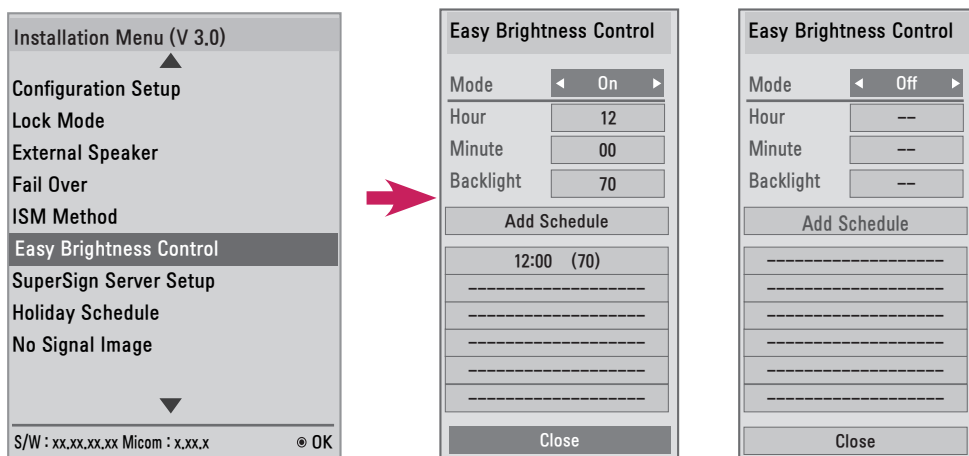 Installation Menu (V 3.0)
Configuration Setup
Lock Mode
External Speaker
Fail Over
ISM Method
Easy Brightness Control
SuperSign Server Setup
Holiday Schedule
No Signal Image
S/W : xx.xx.xx.xx Micom : x.xx.x ◉ OK
Easy Brightness Control
Mode ◄ On ►
Hour 12
Minute 00
Backlight 70
Add Schedule
12:00 (70)
-------------------
-------------------
-------------------
-------------------
-------------------
Close
Easy Brightness Control
Mode ◄ Off ►
Hour --
Minute --
Backlight --
Add Schedule
-------------------
-------------------
-------------------
-------------------
-------------------
-------------------
Close